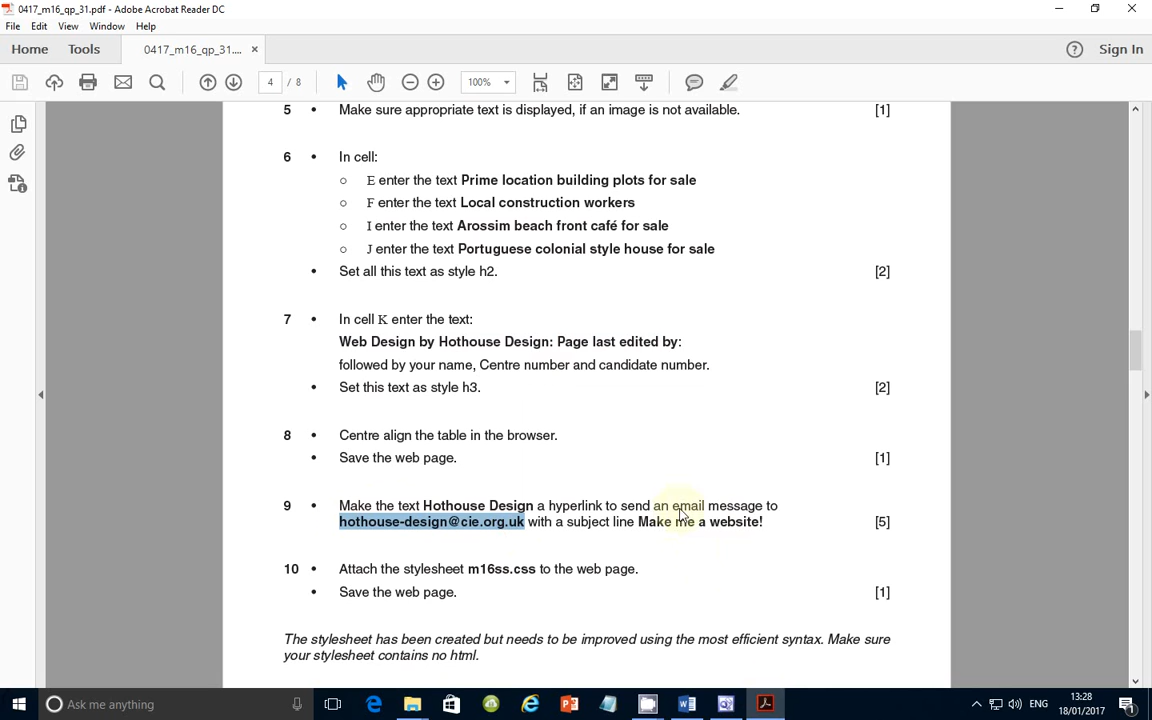 0417_m16_qp_31.pdf - Adobe Acrobat Reader DC
File Edit View Window Help
Home Tools 0417_m16_qp_31.... × Sign In
4 / 8 100%
5 • Make sure appropriate text is displayed, if an image is not available. [1]
6 • In cell:
○ E enter the text Prime location building plots for sale
○ F enter the text Local construction workers
○ I enter the text Arossim beach front café for sale
○ J enter the text Portuguese colonial style house for sale
• Set all this text as style h2. [2]
7 • In cell K enter the text:
Web Design by Hothouse Design: Page last edited by:
followed by your name, Centre number and candidate number.
• Set this text as style h3. [2]
8 • Centre align the table in the browser.
• Save the web page. [1]
9 • Make the text Hothouse Design a hyperlink to send an email message to
hothouse-design@cie.org.uk with a subject line Make me a website! [5]
10 • Attach the stylesheet m16ss.css to the web page.
• Save the web page. [1]
The stylesheet has been created but needs to be improved using the most efficient syntax. Make sure
your stylesheet contains no html.
Ask me anything ENG 13:28
18/01/2017